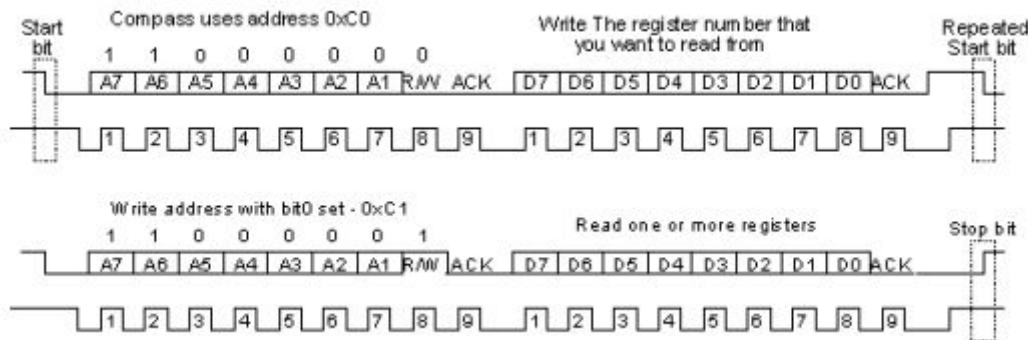 Compass uses address 0xC0
Write The register number that
you want to read from
Start
bit
Repeated
Start bit
1 1 0 0 0 0 0 0
A7 A6 A5 A4 A3 A2 A1 R/W ACK D7 D6 D5 D4 D3 D2 D1 D0 ACK
1 2 3 4 5 6 7 8 9 1 2 3 4 5 6 7 8 9
Write address with bit0 set - 0xC1
Read one or more registers
Stop bit
1 1 0 0 0 0 0 1
A7 A6 A5 A4 A3 A2 A1 R/W ACK D7 D6 D5 D4 D3 D2 D1 D0 ACK
1 2 3 4 5 6 7 8 9 1 2 3 4 5 6 7 8 9